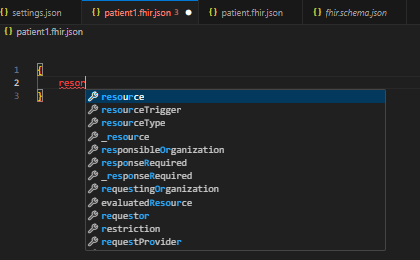 settings.json
patient1.fhir.json 3
patient.fhir.json
fhir.schema.json
patient1.fhir.json
1 {
2 resor
3 }
resource
resourceTrigger
resourceType
_resource
responsibleOrganization
responseRequired
_responseRequired
requestingOrganization
evaluatedResource
requestor
restriction
requestProvider